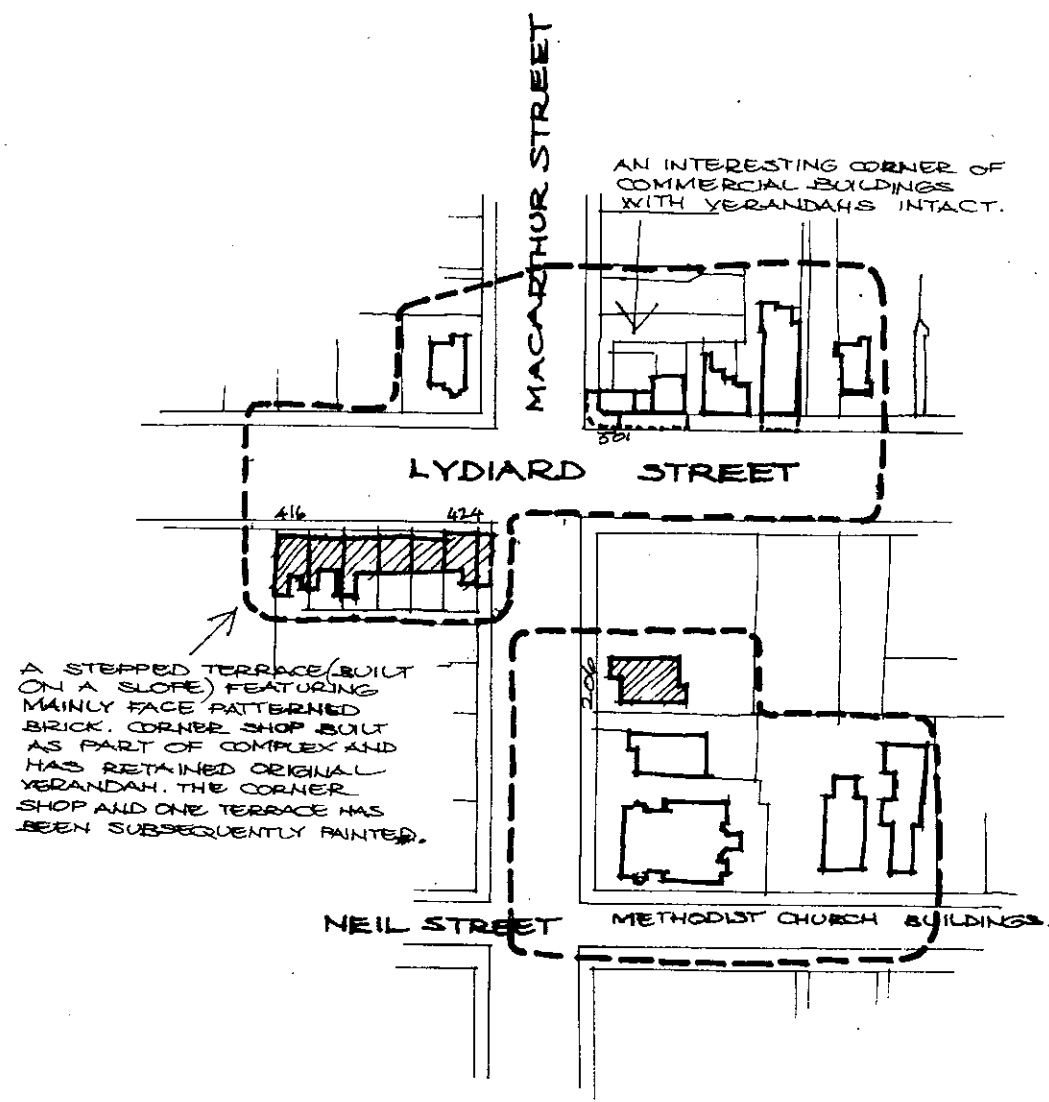 MACARTHUR STREET
AN INTERESTING CORNER OF
COMMERCIAL BUILDINGS
WITH VERANDAHS INTACT.
501
LYDIARD STREET
416
424
206
A STEPPED TERRACE (BUILT
ON A SLOPE) FEATURING
MAINLY FACE PATTERNED
BRICK. CORNER SHOP BUILT
AS PART OF COMPLEX AND
HAS RETAINED ORIGINAL
VERANDAH. THE CORNER
SHOP AND ONE TERRACE HAS
BEEN SUBSEQUENTLY PAINTED.
NEIL STREET
METHODIST CHURCH BUILDINGS.